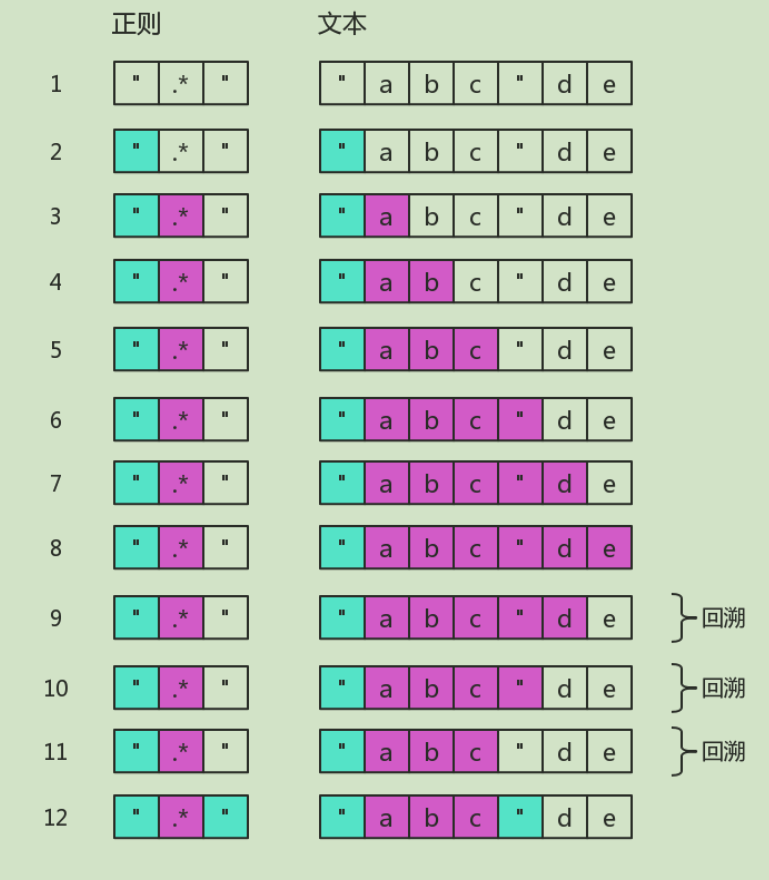 正则 文本
1 " .* " " a b c " d e
2 " .* " " a b c " d e
3 " .* " " a b c " d e
4 " .* " " a b c " d e
5 " .* " " a b c " d e
6 " .* " " a b c " d e
7 " .* " " a b c " d e
8 " .* " " a b c " d e
9 " .* " " a b c " d e 回溯
10 " .* " " a b c " d e 回溯
11 " .* " " a b c " d e 回溯
12 " .* " " a b c " d e